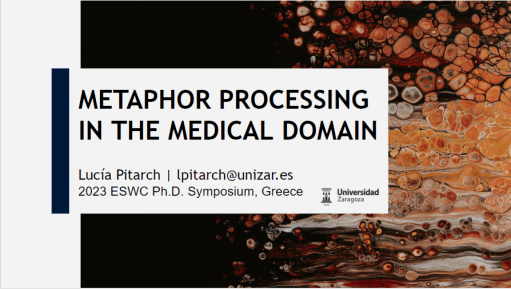 METAPHOR PROCESSING
IN THE MEDICAL DOMAIN
Lucía Pitarch | lpitarch@unizar.es
2023 ESWC Ph.D. Symposium, Greece
Universidad
Zaragoza